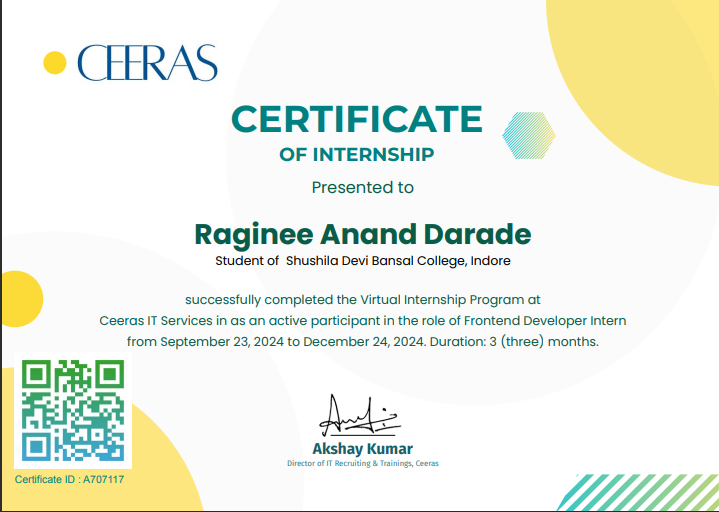 CEERAS
CERTIFICATE
OF INTERNSHIP
Presented to
Raginee Anand Darade
Student of  Shushila Devi Bansal College, Indore
successfully completed the Virtual Internship Program at
Ceeras IT Services in as an active participant in the role of Frontend Developer Intern
from September 23, 2024 to December 24, 2024. Duration: 3 (three) months.
Akshay Kumar
Director of IT Recruiting & Trainings, Ceeras
Certificate ID : A707117